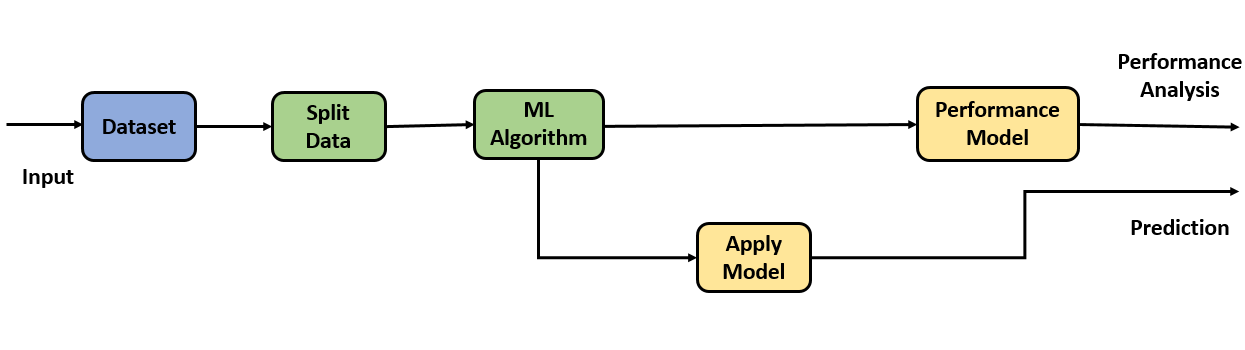 Input
Dataset
Split
Data
ML
Algorithm
Performance
Model
Performance
Analysis
Apply
Model
Prediction